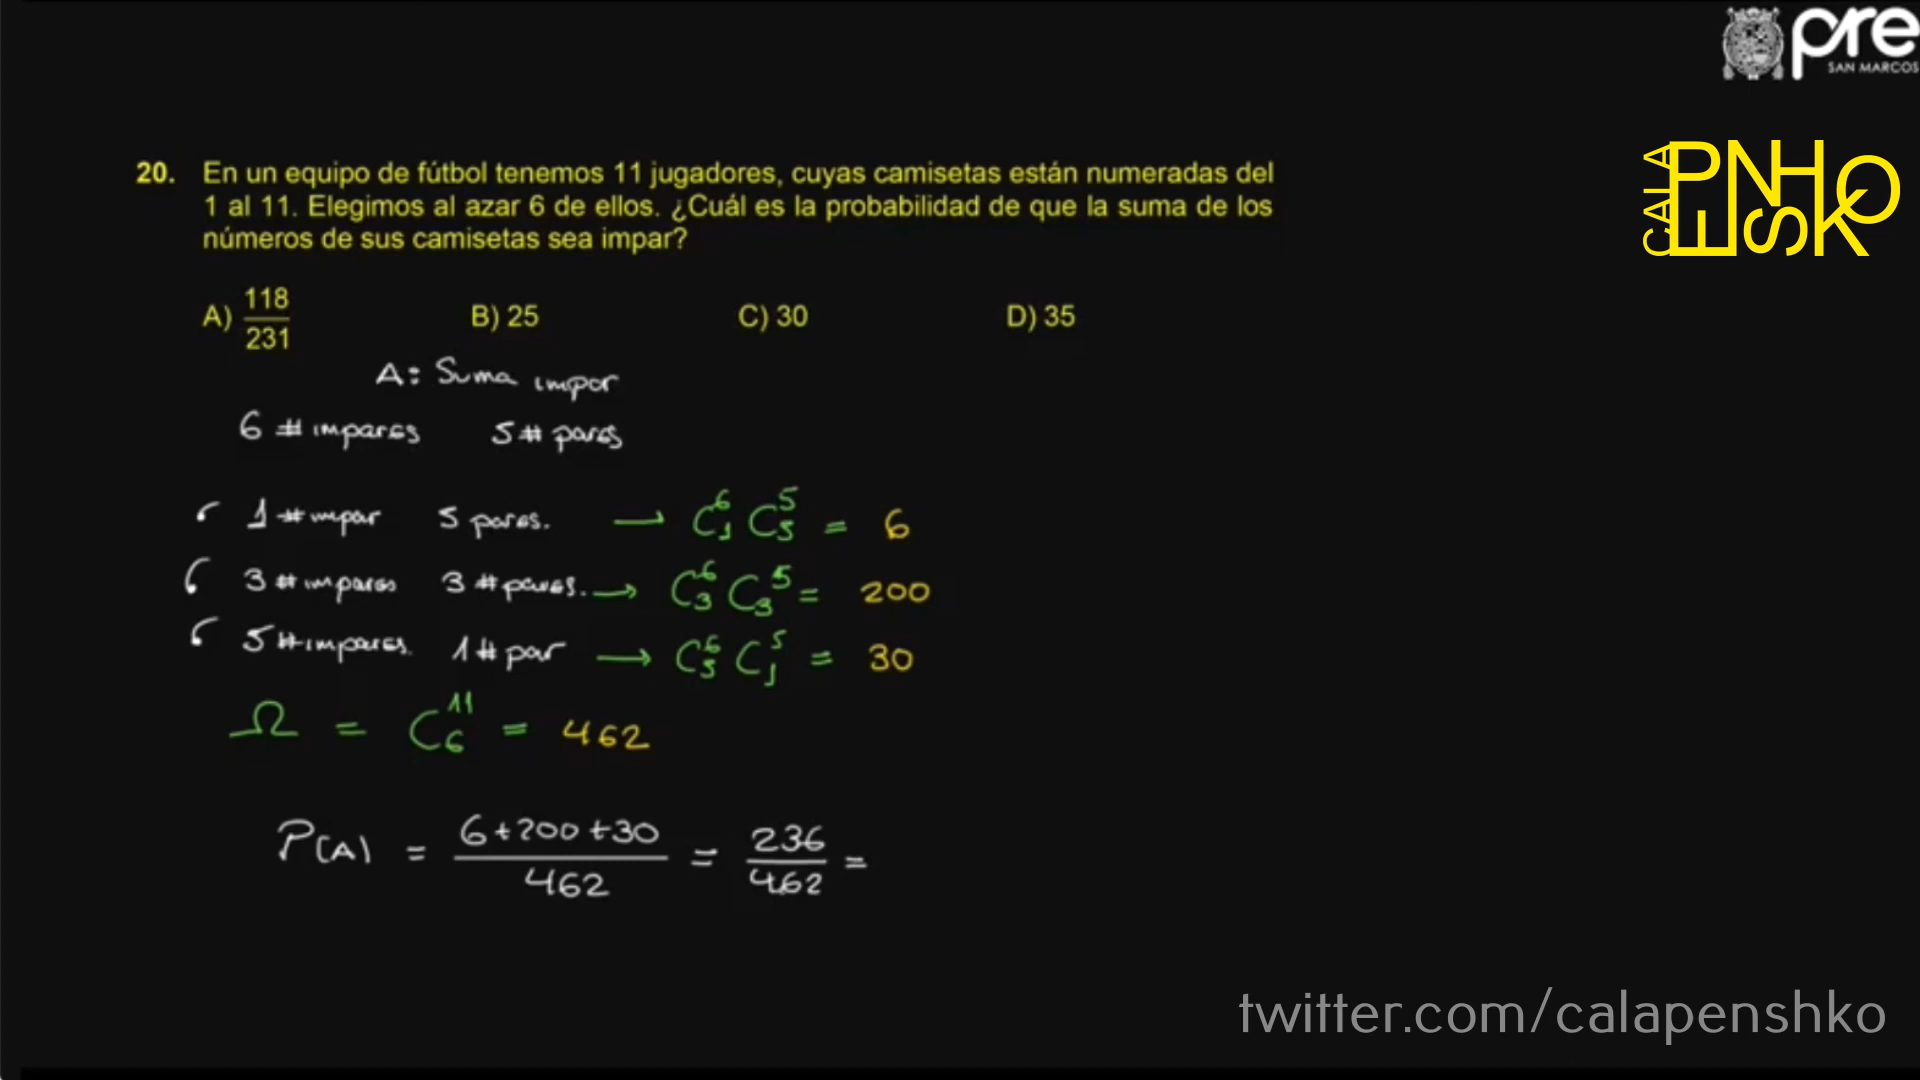 pre
SAN MARCOS
CALA
PENSHKO
20. En un equipo de fútbol tenemos 11 jugadores, cuyas camisetas están numeradas del
1 al 11. Elegimos al azar 6 de ellos. ¿Cuál es la probabilidad de que la suma de los
números de sus camisetas sea impar?
A) 118/231 B) 25 C) 30 D) 35
A: Suma impar
6 # impares 5 # pares
1 # impar 5 pares. → C₁⁶ C₅⁵ = 6
3 # impares 3 # pares. → C₃⁶ C₃⁵ = 200
5 # impares. 1 # par → C₅⁶ C₁⁵ = 30
Ω = C₆¹¹ = 462
P(A) = 6+200+30/462 = 236/462 =
twitter.com/calapenshko